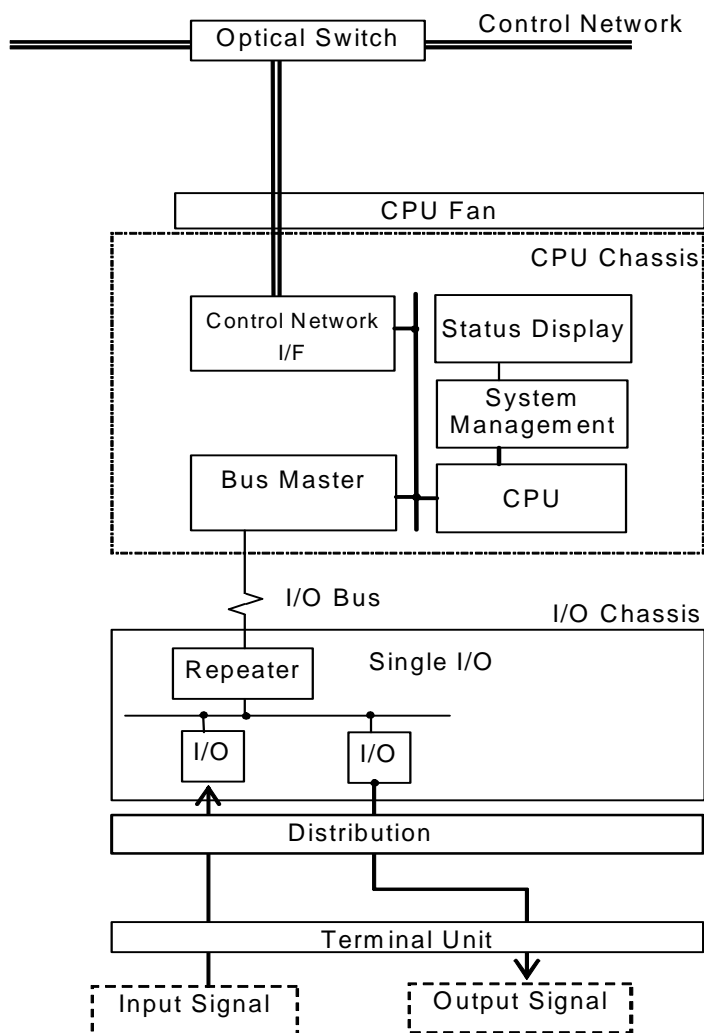 Control Network
Optical Switch
CPU Fan
CPU Chassis
Control Network
I/F
Status Display
System
Management
Bus Master
CPU
I/O Bus
I/O Chassis
Repeater
Single I/O
I/O
I/O
Distribution
Terminal Unit
Input Signal
Output Signal